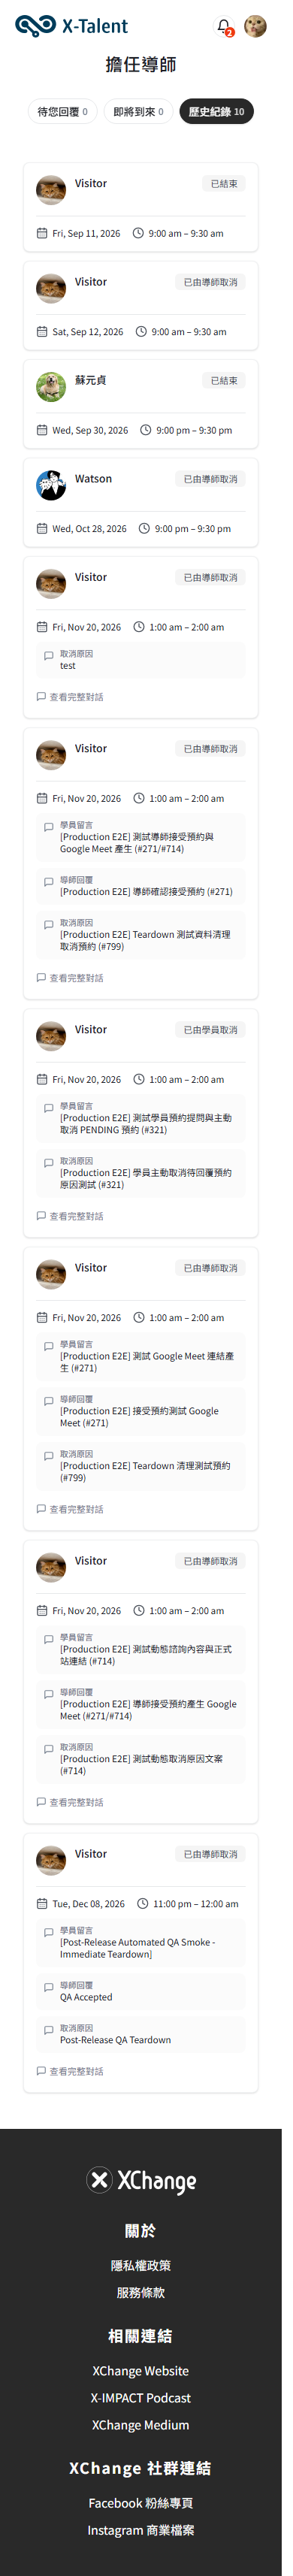 X-Talent
2
擔任導師
待您回覆 0
即將到來 0
歷史紀錄 10
Visitor
已結束
Fri, Sep 11, 2026
9:00 am – 9:30 am
Visitor
已由導師取消
Sat, Sep 12, 2026
9:00 am – 9:30 am
蘇元貞
已結束
Wed, Sep 30, 2026
9:00 pm – 9:30 pm
Watson
已由導師取消
Wed, Oct 28, 2026
9:00 pm – 9:30 pm
Visitor
已由導師取消
Fri, Nov 20, 2026
1:00 am – 2:00 am
取消原因
test
查看完整對話
Visitor
已由導師取消
Fri, Nov 20, 2026
1:00 am – 2:00 am
學員留言
[Production E2E] 測試導師接受預約與
Google Meet 產生 (#271/#714)
導師回覆
[Production E2E] 導師確認接受預約 (#271)
取消原因
[Production E2E] Teardown 測試資料清理
取消預約 (#799)
查看完整對話
Visitor
已由學員取消
Fri, Nov 20, 2026
1:00 am – 2:00 am
學員留言
[Production E2E] 測試學員預約提問與主動
取消 PENDING 預約 (#321)
取消原因
[Production E2E] 學員主動取消待回覆預約
原因測試 (#321)
查看完整對話
Visitor
已由導師取消
Fri, Nov 20, 2026
1:00 am – 2:00 am
學員留言
[Production E2E] 測試 Google Meet 連結產
生 (#271)
導師回覆
[Production E2E] 接受預約測試 Google
Meet (#271)
取消原因
[Production E2E] Teardown 清理測試預約
(#799)
查看完整對話
Visitor
已由導師取消
Fri, Nov 20, 2026
1:00 am – 2:00 am
學員留言
[Production E2E] 測試動態諮詢內容與正式
站連結 (#714)
導師回覆
[Production E2E] 導師接受預約產生 Google
Meet (#271/#714)
取消原因
[Production E2E] 測試動態取消原因文案
(#714)
查看完整對話
Visitor
已由導師取消
Tue, Dec 08, 2026
11:00 pm – 12:00 am
學員留言
[Post-Release Automated QA Smoke -
Immediate Teardown]
導師回覆
QA Accepted
取消原因
Post-Release QA Teardown
查看完整對話
XChange
關於
隱私權政策
服務條款
相關連結
XChange Website
X-IMPACT Podcast
XChange Medium
XChange 社群連結
Facebook 粉絲專頁
Instagram 商業檔案